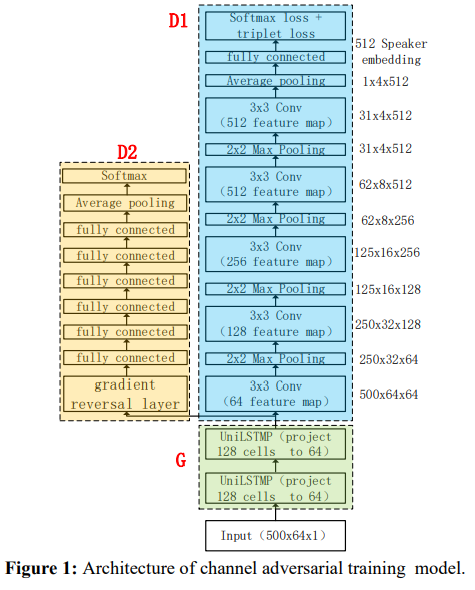 D1
Softmax loss +
triplet loss
512 Speaker
embedding
fully connected
Average pooling
1x4x512
3x3 Conv
(512 feature map)
31x4x512
2x2 Max Pooling
31x4x512
3x3 Conv
(512 feature map)
62x8x512
2x2 Max Pooling
62x8x256
3x3 Conv
(256 feature map)
125x16x256
2x2 Max Pooling
125x16x128
3x3 Conv
(128 feature map)
250x32x128
2x2 Max Pooling
250x32x64
3x3 Conv
(64 feature map)
500x64x64
D2
Softmax
Average pooling
fully connected
fully connected
fully connected
fully connected
fully connected
fully connected
gradient
reversal layer
G
UniLSTMP(project
128 cells to 64)
UniLSTMP(project
128 cells to 64)
Input(500x64x1)
Figure 1: Architecture of channel adversarial training model.